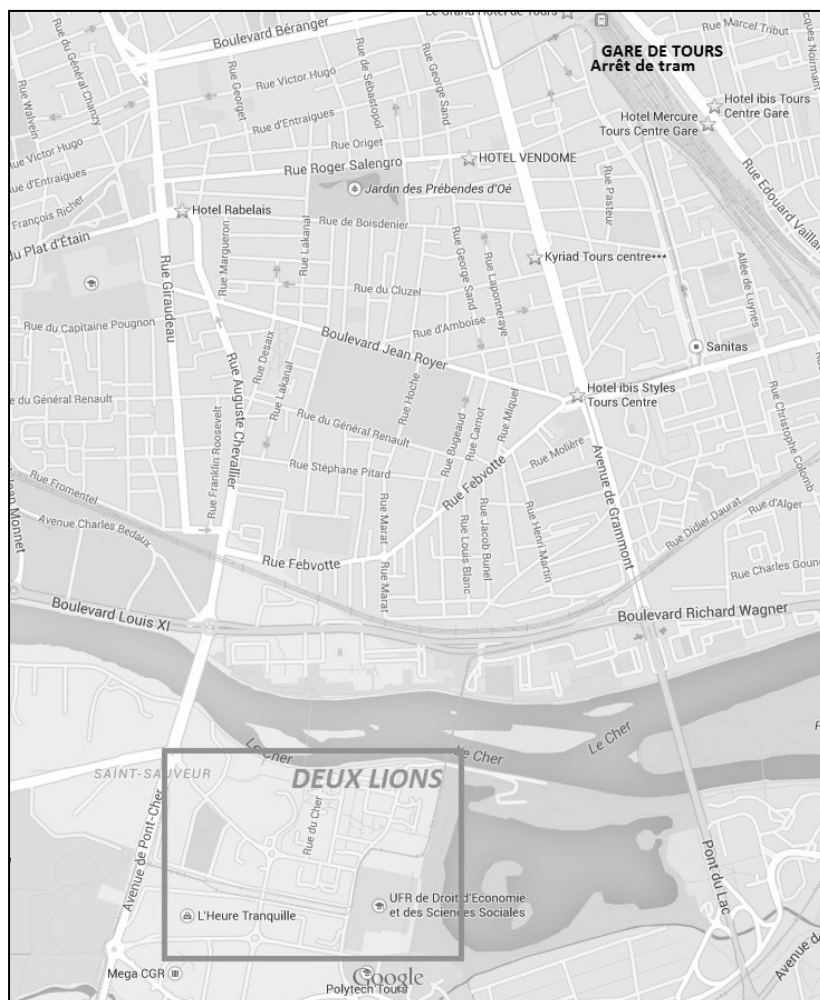 Le Grand Hôtel de Tours
Boulevard Béranger
GARE DE TOURS
Arrêt de tram
Rue Marcel Tribut
Jacques Noirmant
Rue du Général Chanzy
Rue Walvein
Rue Victor Hugo
Rue Georget
Rue de Sébastopol
Rue George Sand
Hotel ibis Tours
Centre Gare
Hotel Mercure
Tours Centre Gare
Rue d'Entraigues
Rue Origet
Rue Victor Hugo
Rue d'Entraigues
Rue Roger Salengro
HOTEL VENDOME
Rue Edouard Vaillant
François Richer
Jardin des Prébendes d'Oé
Rue Pasteur
Hotel Rabelais
Rue de Boisdenier
du Plat d'Étain
Rue Margueron
Rue Lakanal
Rue George Sand
Rue Laponneraye
Kyriad Tours centre***
Allée de Luynes
Rue Giraudeau
Rue du Cluzel
Rue d'Amboise
Rue du Capitaine Pougnon
Boulevard Jean Royer
Sanitas
Rue Desaix
Rue Lakanal
Rue Auguste Chevallier
Rue Hoche
Hotel ibis Styles
Tours Centre
e du Général Renault
Rue du Général Renault
Rue Bugeaud
Rue Carnot
Rue Miquel
Rue Christophe Colomb
Rue Franklin Roosevelt
Rue Molière
Rue Stéphane Pitard
Rue Febvotte
Avenue de Grammont
Rue Fromentel
Jean Monnet
Avenue Charles Bedaux
Rue Marat
Rue Louis Blanc
Rue Jacob Bunel
Rue Henri Martin
Rue Didier Daurat
Rue d'Alger
Rue Febvotte
Rue Marat
Rue Charles Gouno
Boulevard Louis XI
Boulevard Richard Wagner
Le Cher
Le Cher
Le Cher
SAINT-SAUVEUR
DEUX LIONS
Rue du Cher
Avenue de Pont-Cher
Pont du Lac
L'Heure Tranquille
UFR de Droit d'Economie
et des Sciences Sociales
Avenue d
Mega CGR
Google
Polytech Tours